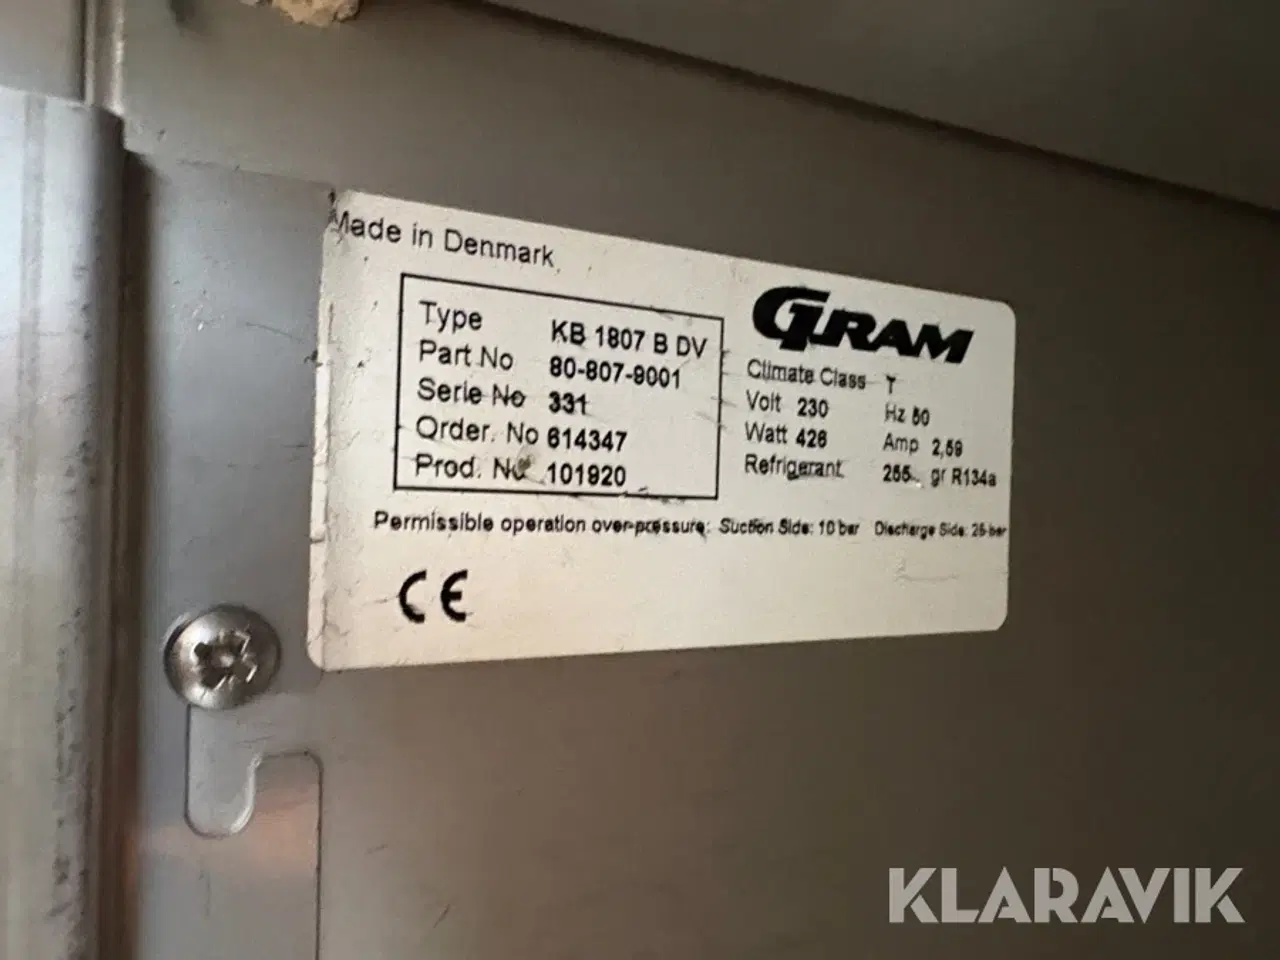 Made in Denmark
GRAM
Type KB 1807 B DV
Part No 80-807-9001
Serie No 331
Order. No 614347
Prod. No 101920
Climate Class T
Volt 230 Hz 50
Watt 426 Amp 2,59
Refrigerant 255 gr R134a
Permissible operation over-pressure: Suction Side: 10 bar Discharge Side: 25 bar
CE
KLARAVIK